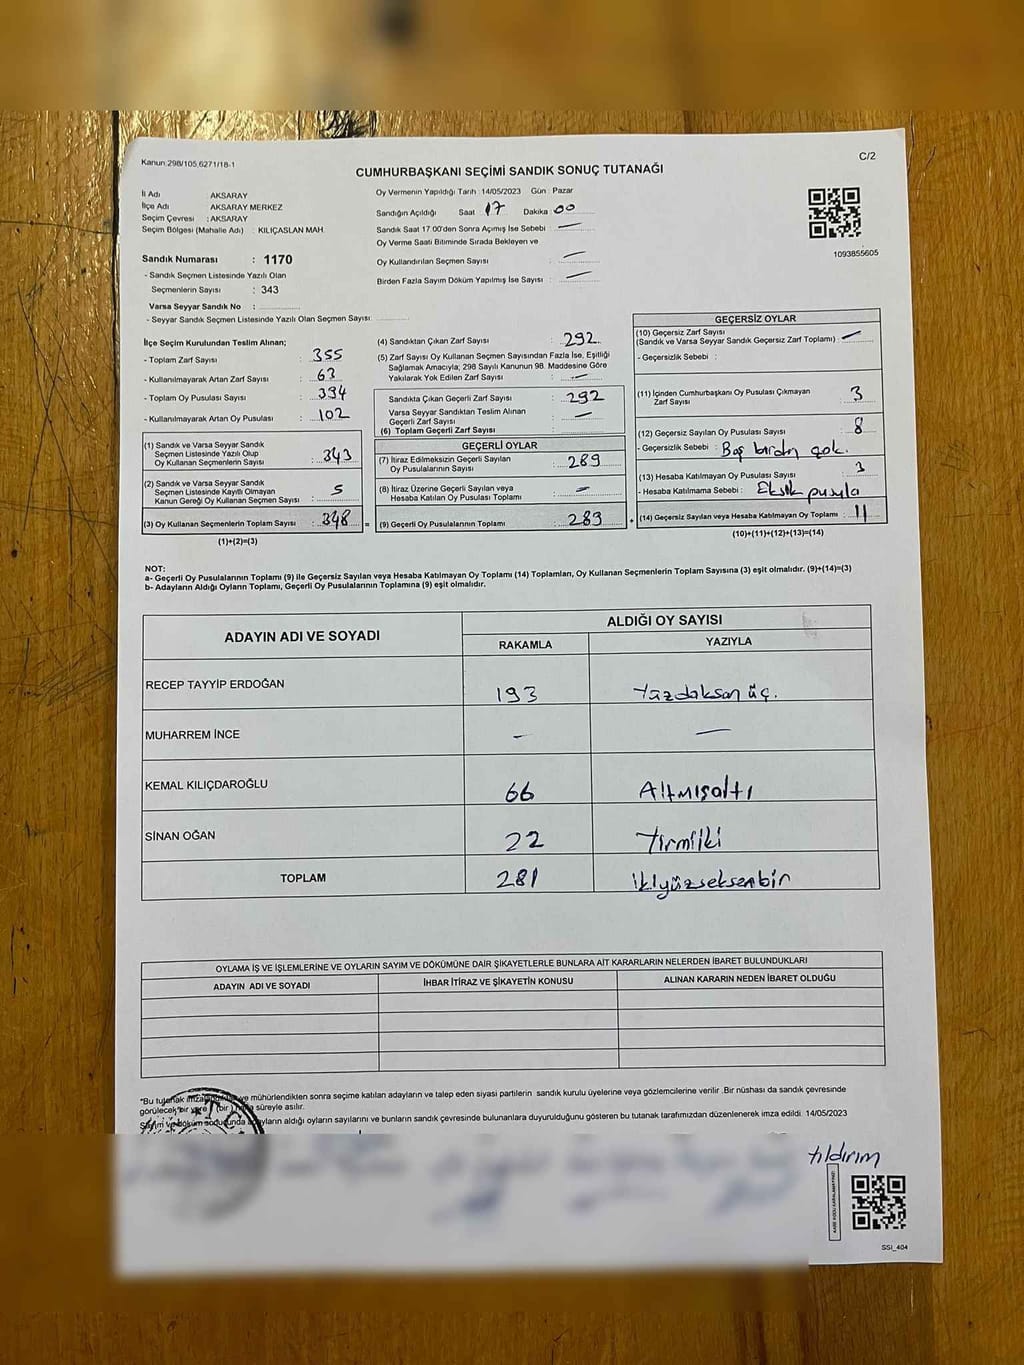 Kanun:298/105,6271/18-1
C/2
CUMHURBAŞKANI SEÇİMİ SANDIK SONUÇ TUTANAĞI
İl Adı AKSARAY
İlçe Adı AKSARAY MERKEZ
Seçim Çevresi : AKSARAY
Seçim Bölgesi (Mahalle Adı) : KILIÇASLAN MAH.
Sandık Numarası : 1170
- Sandık Seçmen Listesinde Yazılı Olan
Seçmenlerin Sayısı : 343
Varsa Seyyar Sandık No :
- Seyyar Sandık Seçmen Listesinde Yazılı Olan Seçmen Sayısı:
Oy Vermenin Yapıldığı Tarih :14/05/2023 Gün : Pazar
Sandığın Açıldığı Saat 17 Dakika :00
Sandık Saat 17.00'den Sonra Açımış İse Sebebi : —
Oy Verme Saati Bitiminde Sırada Bekleyen ve
Oy Kullandırılan Seçmen Sayısı : —
Birden Fazla Sayım Döküm Yapılmış İse Sayısı : —
1093855605
İlçe Seçim Kurulundan Teslim Alınan;
- Toplam Zarf Sayısı : 355
- Kullanılmayarak Artan Zarf Sayısı : 63
- Toplam Oy Pusulası Sayısı : 394
- Kullanılmayarak Artan Oy Pusulası : 102
(1) Sandık ve Varsa Seyyar Sandık
Seçmen Listesinde Yazılı Olup
Oy Kullanan Seçmenlerin Sayısı : 343
(2) Sandık ve Varsa Seyyar Sandık
Seçmen Listesinde Kayıtlı Olmayan
Kanun Gereği Oy Kullanan Seçmen Sayısı : 5
(3) Oy Kullanan Seçmenlerin Toplam Sayısı : 348 =
(1)+(2)=(3)
(4) Sandıktan Çıkan Zarf Sayısı : 292
(5) Zarf Sayısı Oy Kullanan Seçmen Sayısından Fazla İse, Eşitliği
Sağlamak Amacıyla; 298 Sayılı Kanunun 98. Maddesine Göre
Yakılarak Yok Edilen Zarf Sayısı : —
Sandıkta Çıkan Geçerli Zarf Sayısı : 292
Varsa Seyyar Sandıktan Teslim Alınan
Geçerli Zarf Sayısı : —
(6) Toplam Geçerli Zarf Sayısı :
GEÇERLİ OYLAR
(7) İtiraz Edilmeksizin Geçerli Sayılan
Oy Pusulalarının Sayısı : 289
(8) İtiraz Üzerine Geçerli Sayılan veya
Hesaba Katılan Oy Pusulası Toplamı : —
(9) Geçerli Oy Pusulalarının Toplamı : 289 +
GEÇERSİZ OYLAR
(10) Geçersiz Zarf Sayısı
(Sandık ve Varsa Seyyar Sandık Geçersiz Zarf Toplamı) : —
- Geçersizlik Sebebi :
(11) İçinden Cumhurbaşkanı Oy Pusulası Çıkmayan
Zarf Sayısı : 3
(12) Geçersiz Sayılan Oy Pusulası Sayısı : 8
- Geçersizlik Sebebi : Boş birden çok.
(13) Hesaba Katılmayan Oy Pusulası Sayısı : 3
- Hesaba Katılmama Sebebi : Eksik pusula
(14) Geçersiz Sayılan veya Hesaba Katılmayan Oy Toplamı : 11
(10)+(11)+(12)+(13)=(14)
NOT:
a- Geçerli Oy Pusulalarının Toplamı (9) ile Geçersiz Sayılan veya Hesaba Katılmayan Oy Toplamı (14) Toplamları, Oy Kullanan Seçmenlerin Toplam Sayısına (3) eşit olmalıdır. (9)+(14)=(3)
b- Adayların Aldığı Oyların Toplamı, Geçerli Oy Pusulalarının Toplamına (9) eşit olmalıdır.
ADAYIN ADI VE SOYADI ALDIĞI OY SAYISI
RAKAMLA YAZIYLA
RECEP TAYYİP ERDOĞAN 193 Yüzdoksan üç.
MUHARREM İNCE - —
KEMAL KILIÇDAROĞLU 66 Altmışaltı
SİNAN OĞAN 22 Yirmiiki
TOPLAM 281 ikiyüzseksenbir
OYLAMA İŞ VE İŞLEMLERİNE VE OYLARIN SAYIM VE DÖKÜMÜNE DAİR ŞİKAYETLERLE BUNLARA AİT KARARLARIN NELERDEN İBARET BULUNDUKLARI
ADAYIN ADI VE SOYADI İHBAR İTİRAZ VE ŞİKAYETİN KONUSU ALINAN KARARIN NEDEN İBARET OLDUĞU
*Bu tutanak imzalanıp ve mühürlendikten sonra seçime katılan adayların ve talep eden siyasi partilerin sandık kurulu üyelerine veya gözlemcilerine verilir .Bir nüshası da sandık çevresinde
görülecek bir yere (bir) hafta süreyle asılır.
Sayım ve döküm sonucunda adayların aldığı oyların sayılarını ve bunların sandık çevresinde bulunanlara duyurulduğunu gösteren bu tutanak tarafımızdan düzenlenerek imza edildi. 14/05/2023
T.C.
Yıldırım
KARE KODU KARALAMAYINIZ!
SSI_404